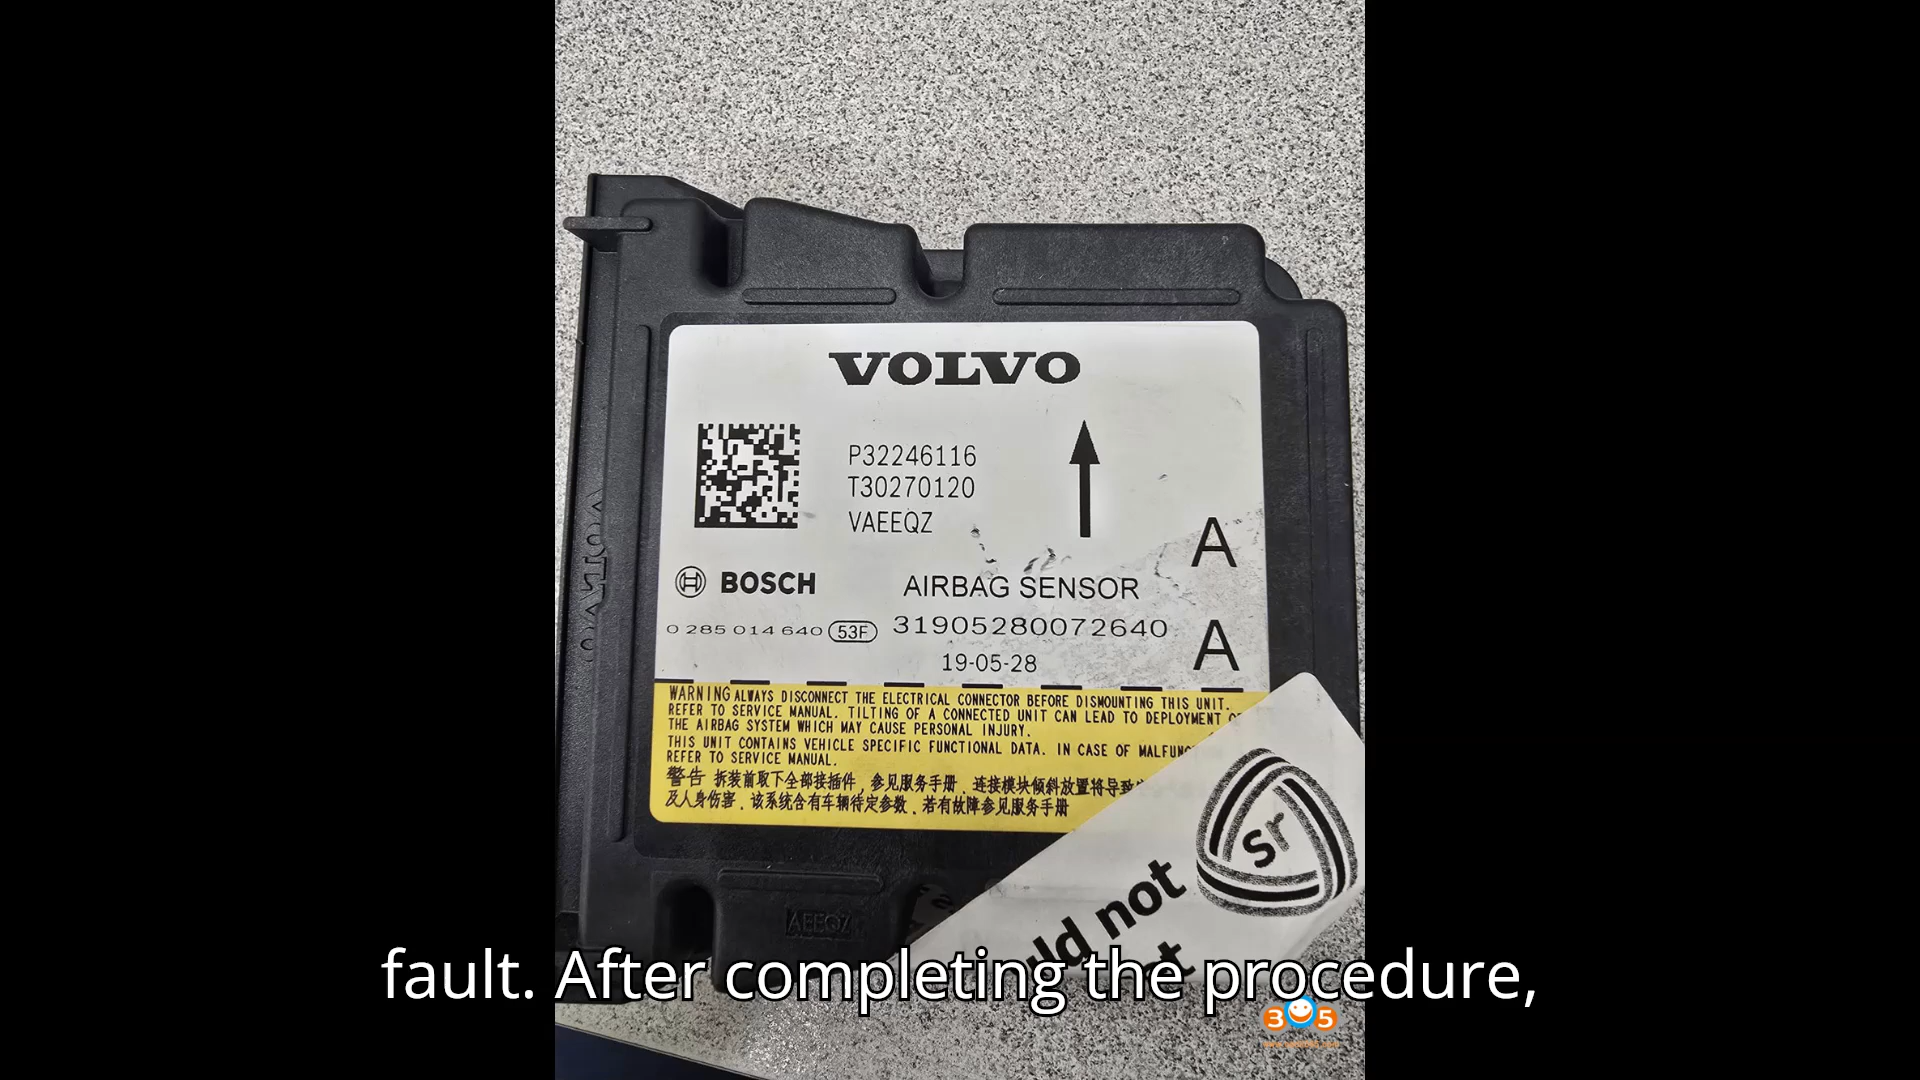 VOLVO
P32246116
T30270120
VAEEQZ
A
BOSCH
AIRBAG SENSOR
0 285 014 640 53F 31905280072640
A
19-05-28
WARNING ALWAYS DISCONNECT THE ELECTRICAL CONNECTOR BEFORE DISMOUNTING THIS UNIT.
REFER TO SERVICE MANUAL. TILTING OF A CONNECTED UNIT CAN LEAD TO DEPLOYMENT
THE AIRBAG SYSTEM WHICH MAY CAUSE PERSONAL INJURY.
THIS UNIT CONTAINS VEHICLE SPECIFIC FUNCTIONAL DATA. IN CASE OF
REFER TO SERVICE MANUAL.
警告 拆装前取下全部接插件, 参见服务手册. 连接模块倾斜放置将导致
及人身伤害. 该系统含有车辆待定参数. 若有故障参见服务手册
sr
not
AEEQZ
fault. After completing the procedure,
305